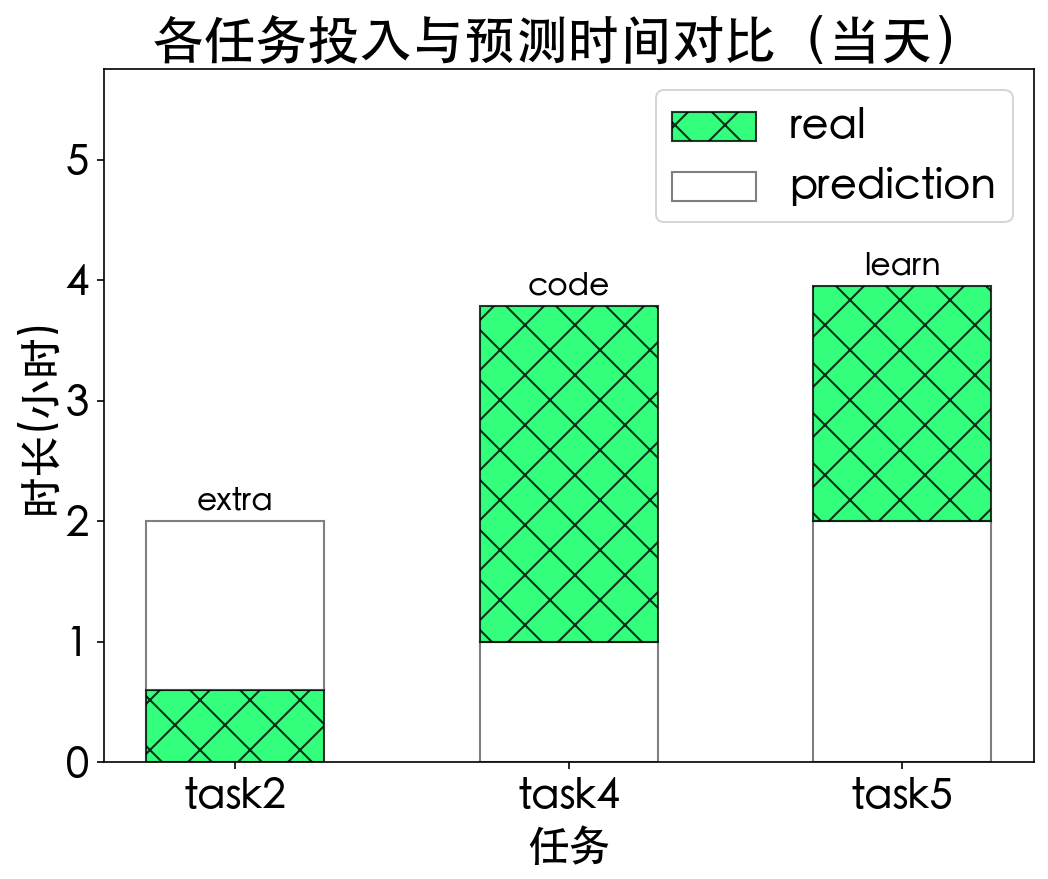 各任务投入与预测时间对比（当天）
real
prediction
时长(小时)
5
4
3
2
1
0
extra
code
learn
task2
task4
task5
任务